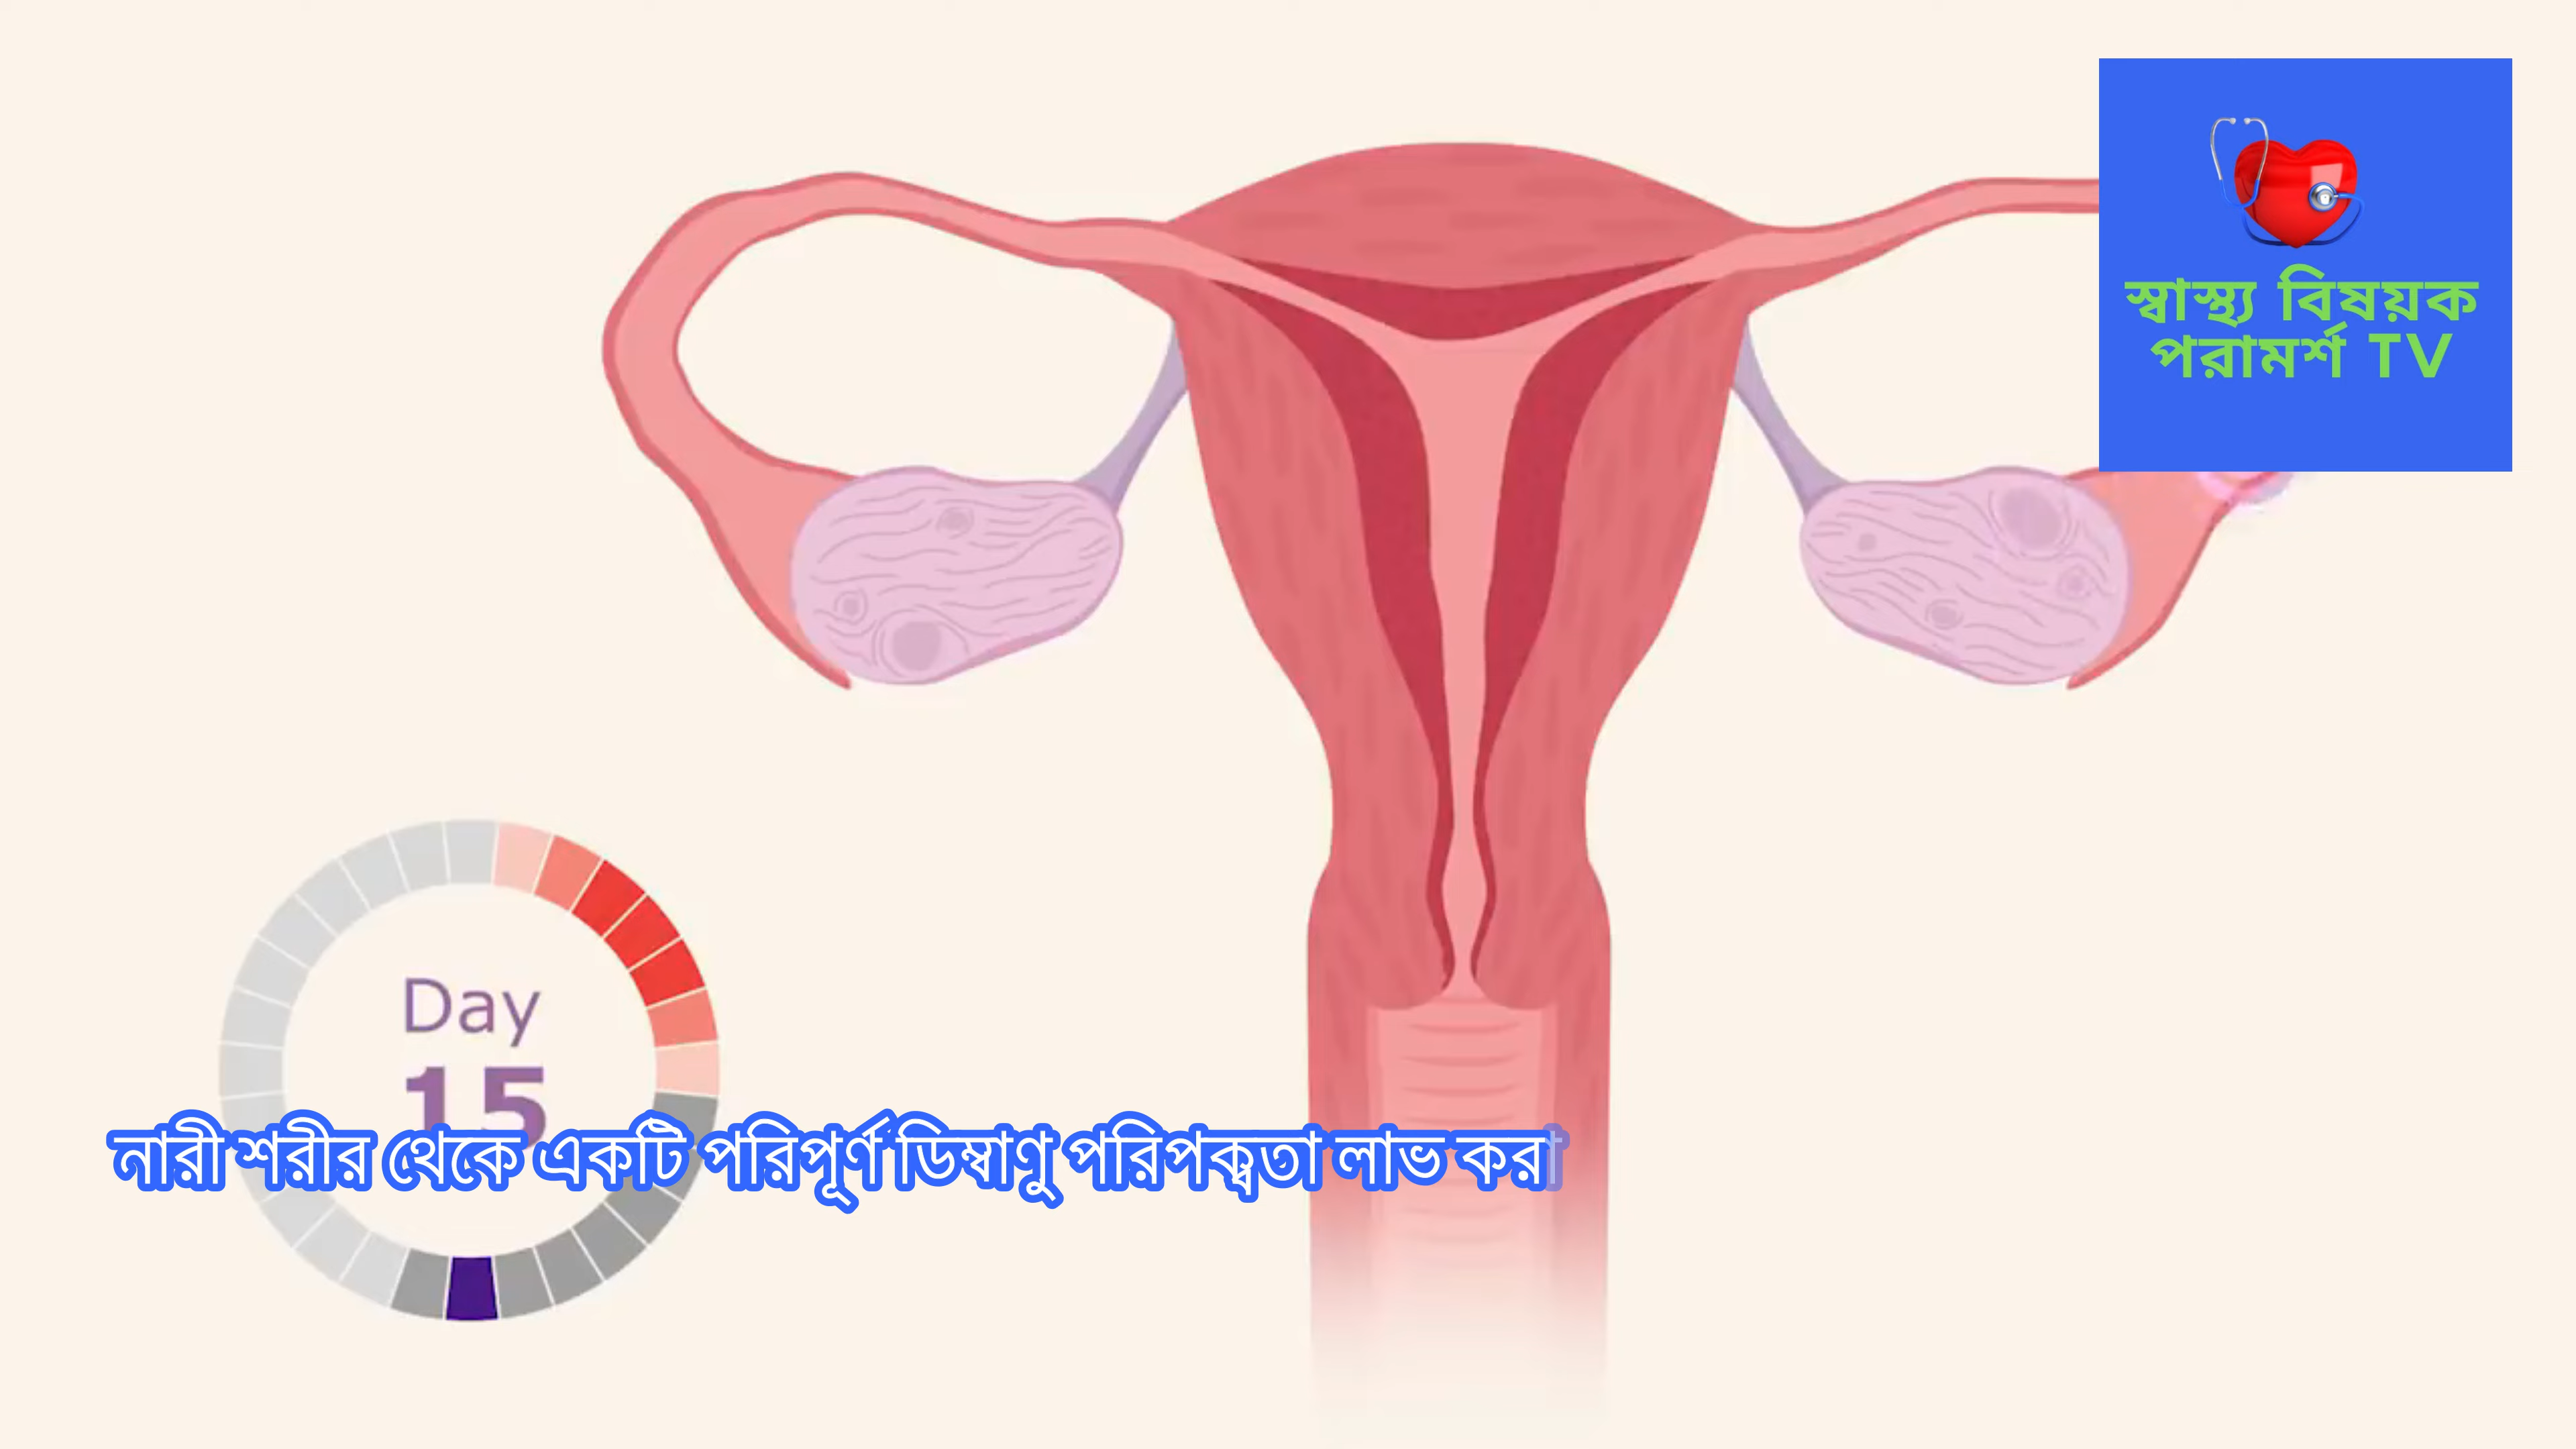 স্বাস্থ্য বিষয়ক
পরামর্শ TV
Day
15
নারী শরীর থেকে একটি পরিপূর্ণ ডিম্বাণু পরিপক্বতা লাভ করা